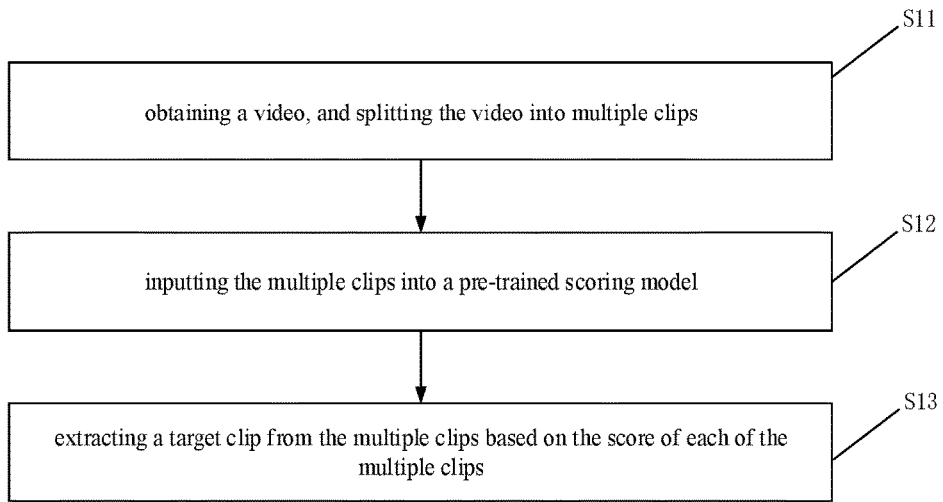 S11
obtaining a video, and splitting the video into multiple clips
S12
inputting the multiple clips into a pre-trained scoring model
S13
extracting a target clip from the multiple clips based on the score of each of the
multiple clips